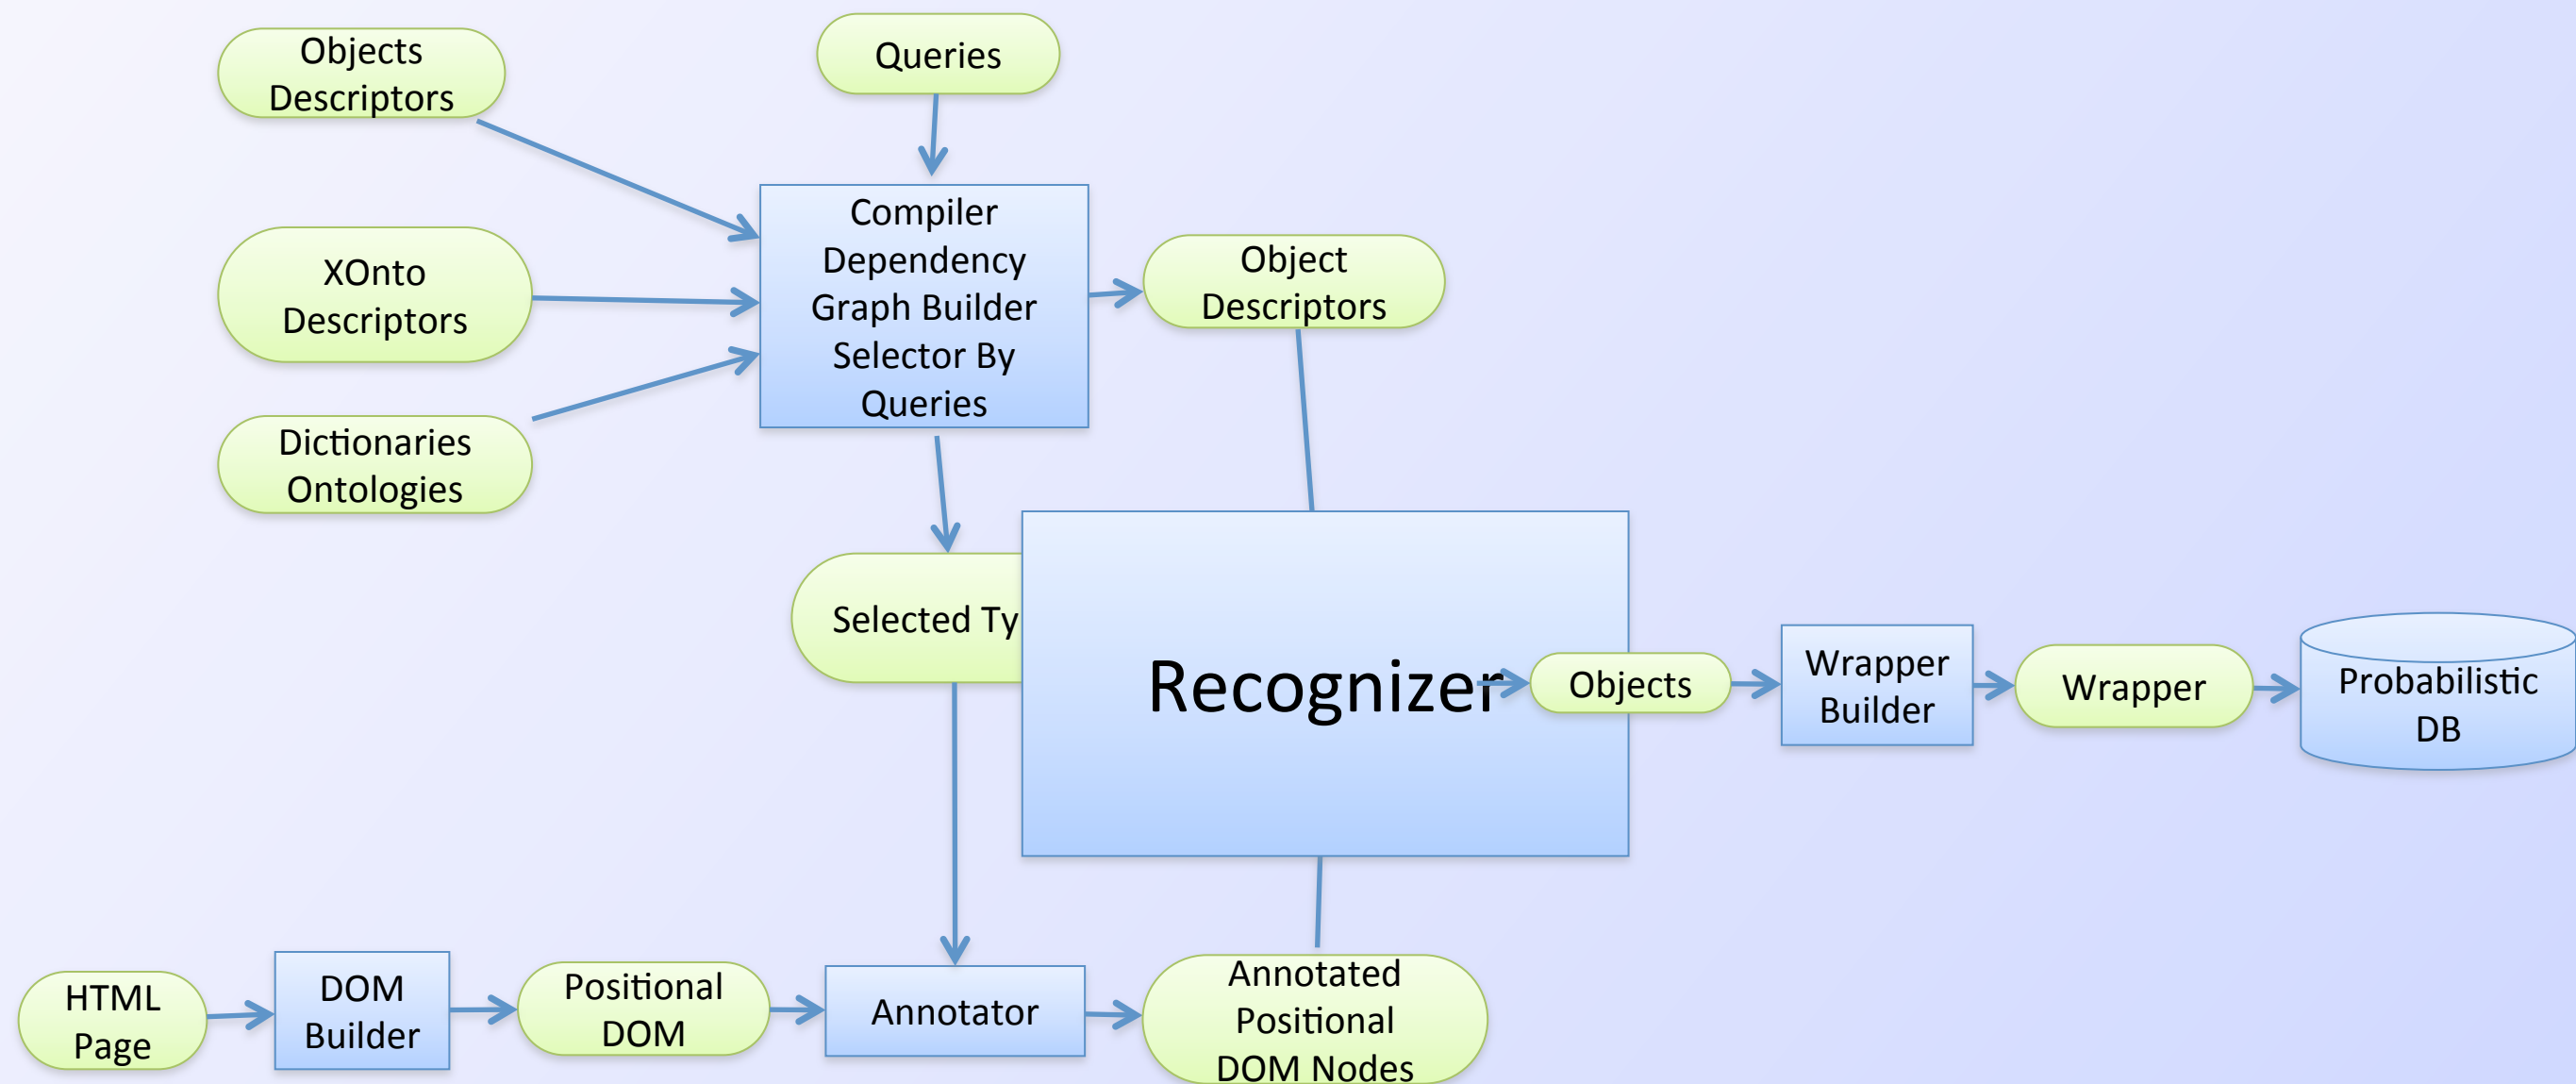 Objects
Descriptors
Queries
XOnto
Descriptors
Dictionaries
Ontologies
Compiler
Dependency
Graph Builder
Selector By
Queries
Object
Descriptors
Selected Ty
Recognizer
Objects
Wrapper
Builder
Wrapper
Probabilistic
DB
HTML
Page
DOM
Builder
Positional
DOM
Annotator
Annotated
Positional
DOM Nodes